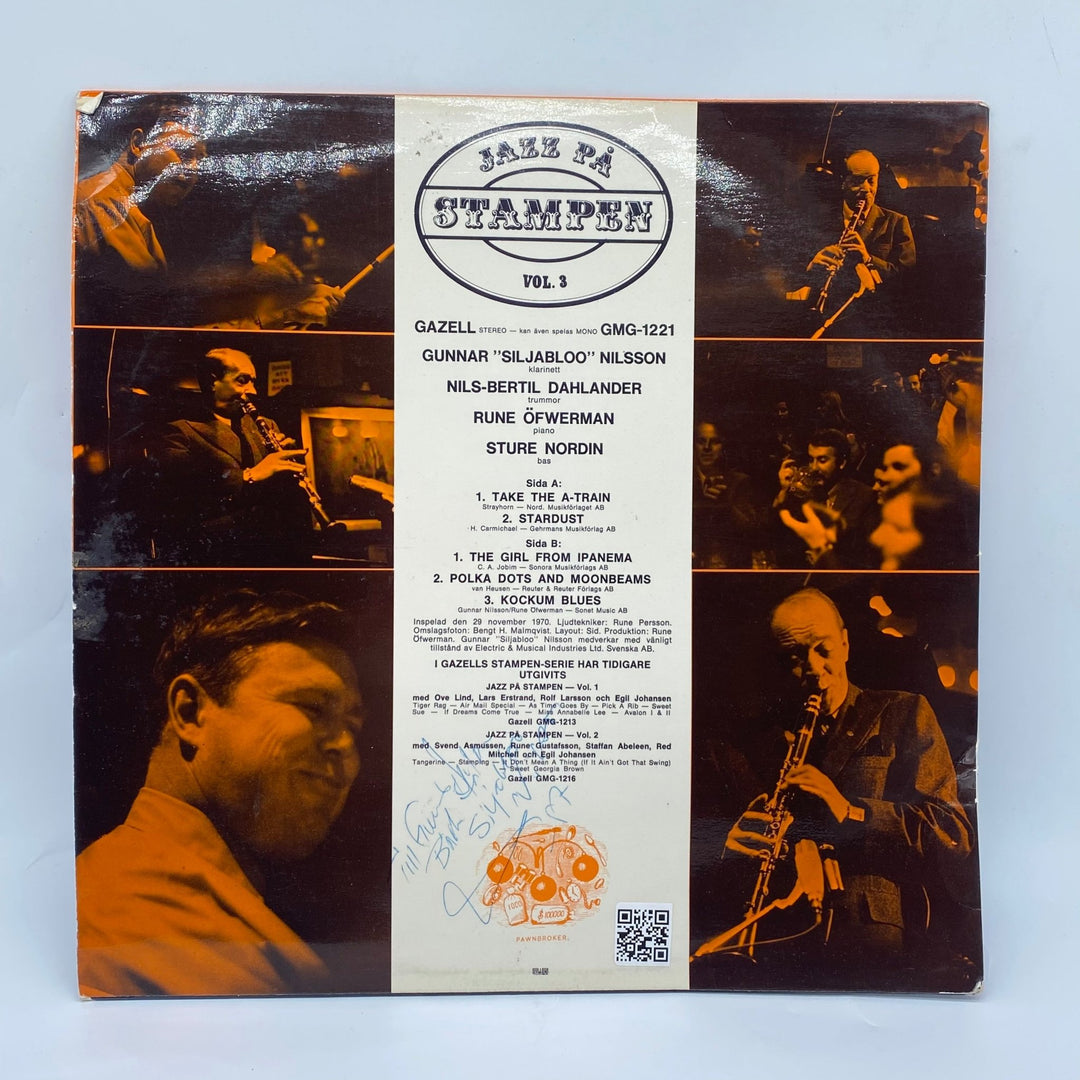 JAZZ PÅ
STAMPEN
VOL. 3
GAZELL STEREO — kan även spelas MONO GMG-1221
GUNNAR ”SILJABLOO” NILSSON
klarinett
NILS-BERTIL DAHLANDER
trummor
RUNE ÖFWERMAN
piano
STURE NORDIN
bas
Sida A:
1. TAKE THE A-TRAIN
Strayhorn — Nord. Musikförlaget AB
2. STARDUST
H. Carmichael — Gehrmans Musikförlag AB
Sida B:
1. THE GIRL FROM IPANEMA
C. A. Jobim — Sonora Musikförlags AB
2. POLKA DOTS AND MOONBEAMS
van Heusen — Reuter & Reuter Förlags AB
3. KOCKUM BLUES
Gunnar Nilsson/Rune Öfwerman — Sonet Music AB
Inspelad den 29 november 1970. Ljudtekniker: Rune Persson.
Omslagsfoton: Bengt H. Malmqvist. Layout: Sid. Produktion: Rune
Öfwerman. Gunnar ”Siljabloo” Nilsson medverkar med vänligt
tillstånd av Electric & Musical Industries Ltd. Svenska AB.
I GAZELLS STAMPEN-SERIE HAR TIDIGARE
UTGIVITS
JAZZ PÅ STAMPEN — Vol. 1
med Ove Lind, Lars Erstrand, Rolf Larsson och Egil Johansen
Tiger Rag — Air Mail Special — As Time Goes By — Pick A Rib — Sweet
Sue — If Dreams Come True — Miss Annabelle Lee — Avalon I & II
Gazell GMG-1213
JAZZ PÅ STAMPEN — Vol. 2
med Svend Asmussen, Rune Gustafsson, Staffan Abeleen, Red
Mitchell och Egil Johansen
Tangerine — Stamping — It Don't Mean A Thing (If It Ain't Got That Swing)
Sweet Georgia Brown
Gazell GMG-1216
1000
$ 100000
PAWNBROKER.